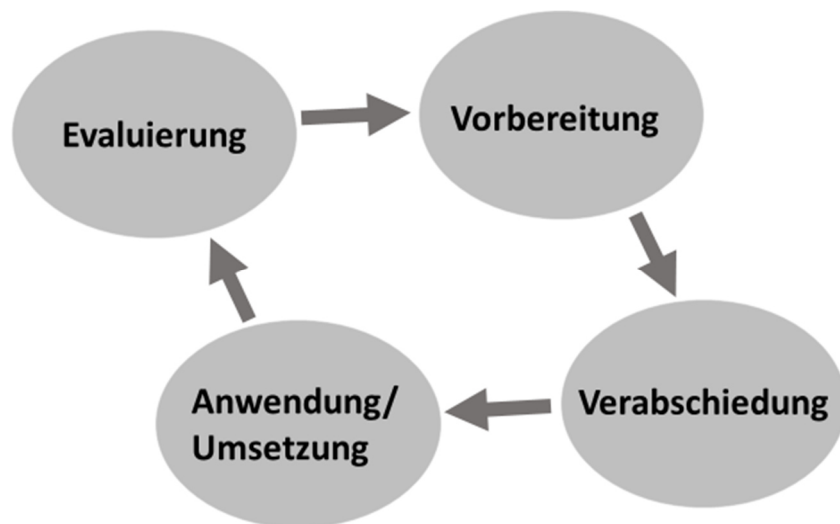 Evaluierung
Vorbereitung
Verabschiedung
Anwendung/
Umsetzung